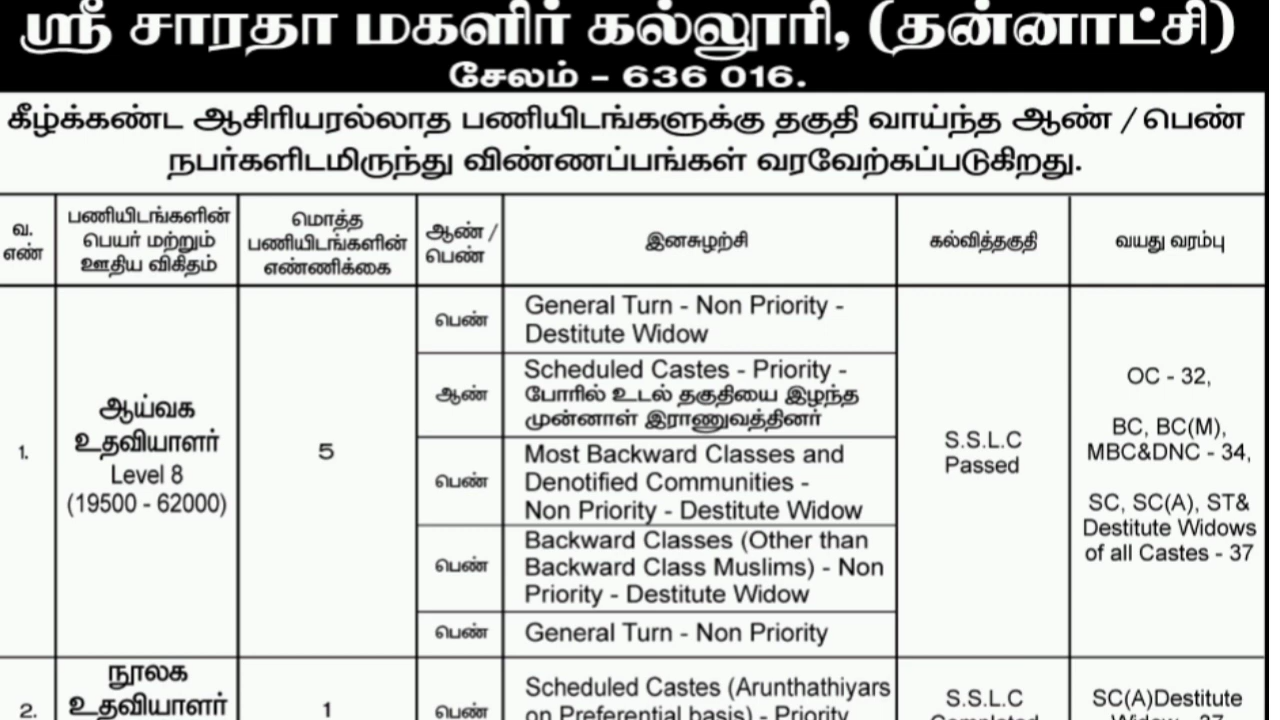 ஸ்ரீ சாரதா மகளிர் கல்லூரி, (தன்னாட்சி)
சேலம் - 636 016.
கீழ்க்கண்ட ஆசிரியரல்லாத பணியிடங்களுக்கு தகுதி வாய்ந்த ஆண் / பெண்
நபர்களிடமிருந்து விண்ணப்பங்கள் வரவேற்கப்படுகிறது.
வ.
எண்
பணியிடங்களின்
பெயர் மற்றும்
ஊதிய விகிதம்
மொத்த
பணியிடங்களின்
எண்ணிக்கை
ஆண் /
பெண்
இனசுழற்சி
கல்வித்தகுதி
வயது வரம்பு
1.
ஆய்வக
உதவியாளர்
Level 8
(19500 - 62000)
5
பெண்
General Turn - Non Priority -
Destitute Widow
ஆண்
Scheduled Castes - Priority -
போரில் உடல் தகுதியை இழந்த
முன்னாள் இராணுவத்தினர்
பெண்
Most Backward Classes and
Denotified Communities -
Non Priority - Destitute Widow
பெண்
Backward Classes (Other than
Backward Class Muslims) - Non
Priority - Destitute Widow
பெண்
General Turn - Non Priority
S.S.L.C
Passed
OC - 32,
BC, BC(M),
MBC&DNC - 34,
SC, SC(A), ST&
Destitute Widows
of all Castes - 37
2.
நூலக
உதவியாளர்
1
பெண்
Scheduled Castes (Arunthathiyars
on Preferential basis) - Priority
S.S.L.C
Completed
SC(A)Destitute
Widow - 37